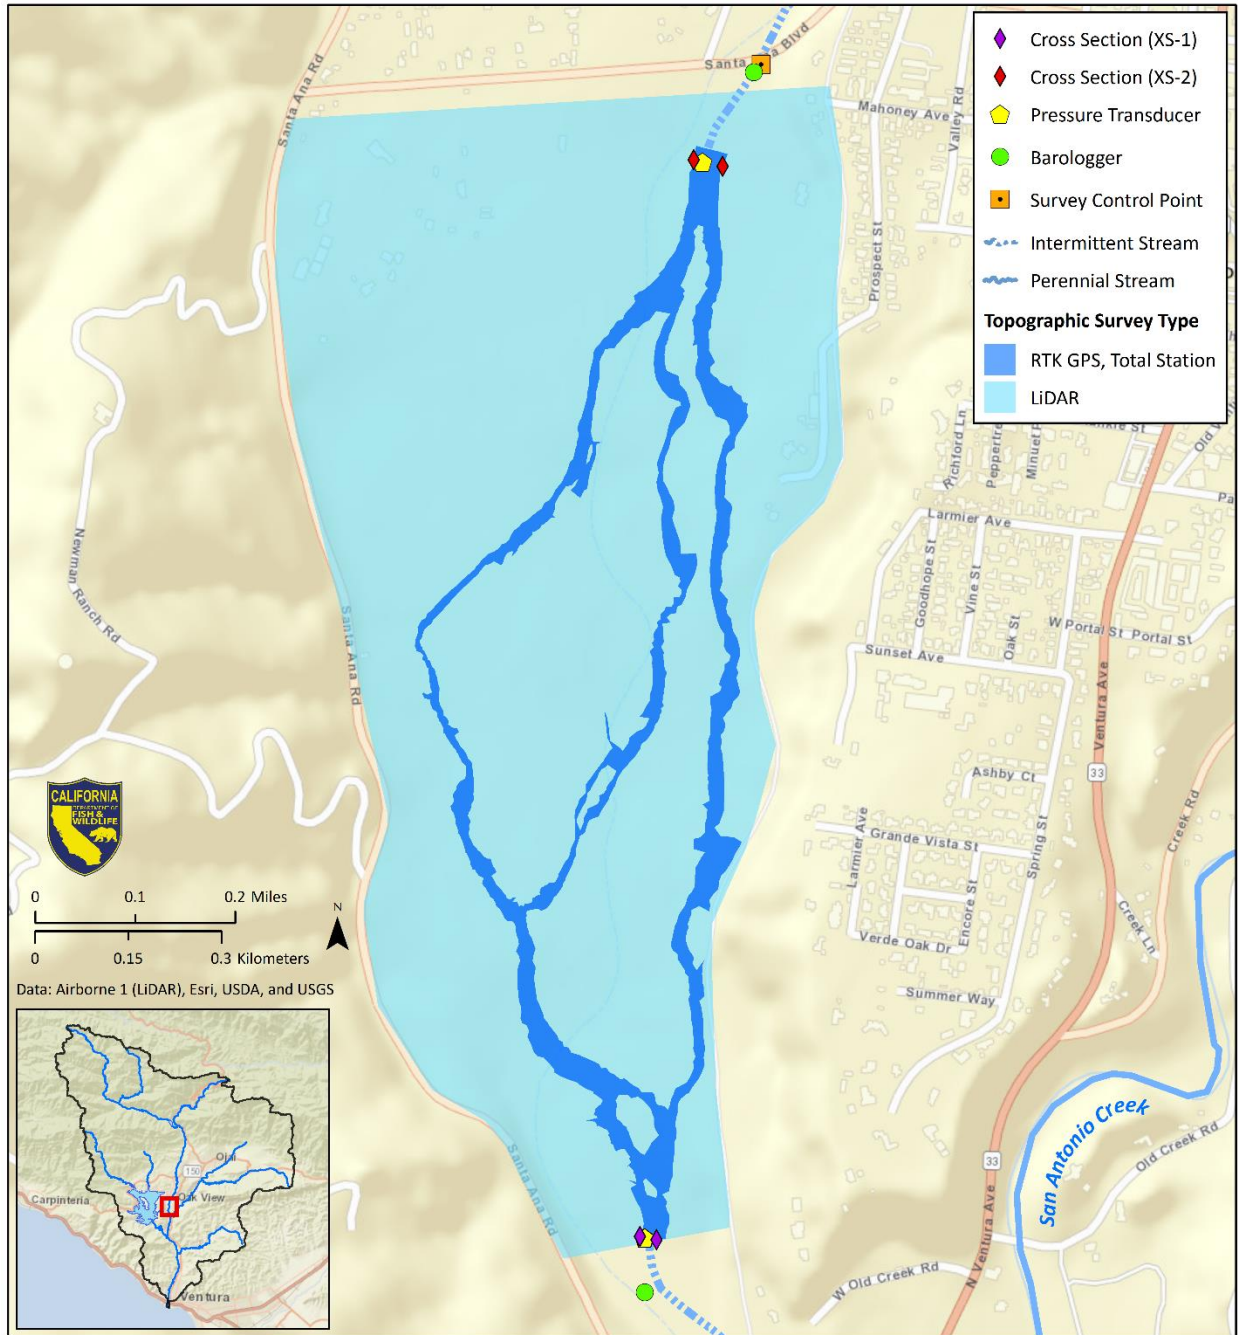 Santa Ana Blvd
Santa Ana Rd
Mahoney Ave
Valley Rd
Prospect St
Cross Section (XS-1)
Cross Section (XS-2)
Pressure Transducer
Barologger
Survey Control Point
Intermittent Stream
Perennial Stream
Topographic Survey Type
RTK GPS, Total Station
LiDAR
Richford Ln
Larmier Ave
Goodhope St
Vine St
Oak St
W Portal St
Portal St
Sunset Ave
Newman Ranch Rd
Santa Ana Rd
Ventura Ave
33
Ashby Ct
Creek Rd
Larmier Ave
Grande Vista St
Spring St
Encore St
Verde Oak Dr
Creek Ln
Summer Way
CALIFORNIA
DEPARTMENT OF
FISH &
WILDLIFE
0 0.1 0.2 Miles
0 0.15 0.3 Kilometers
N
Data: Airborne 1 (LiDAR), Esri, USDA, and USGS
Ojai
150
Carpinteria
Oak View
Ventura
Santa Ana Rd
33
San Antonio Creek
Old Creek Rd
N Ventura Ave
W Old Creek Rd